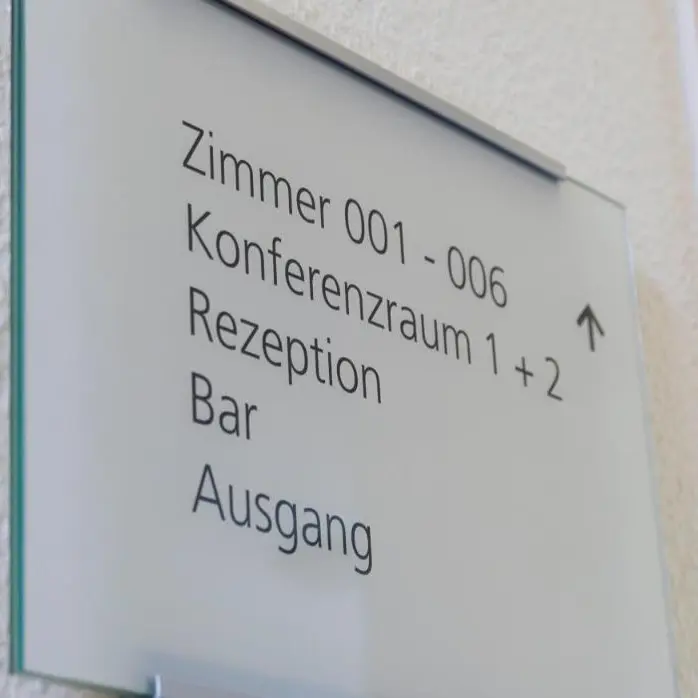 Zimmer 001 - 006
Konferenzraum 1 + 2 ↑
Rezeption
Bar
Ausgang